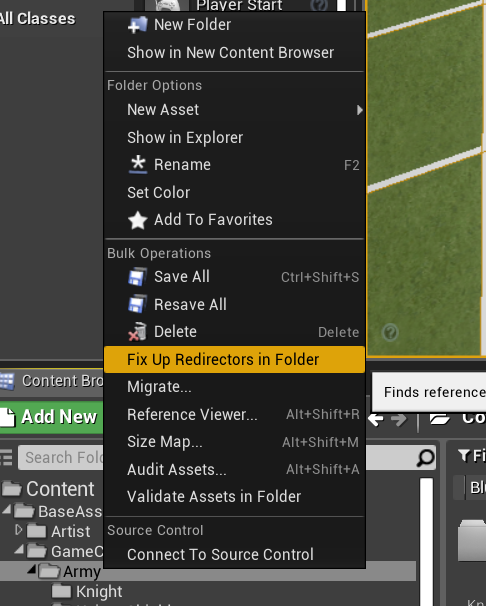 All Classes
Player Start
New Folder
Show in New Content Browser
Folder Options
New Asset
Show in Explorer
Rename F2
Set Color
Add To Favorites
Bulk Operations
Save All Ctrl+Shift+S
Resave All
Delete Delete
Fix Up Redirectors in Folder
Finds reference
Migrate...
Reference Viewer... Alt+Shift+R
Size Map... Alt+Shift+M
Audit Assets... Alt+Shift+A
Validate Assets in Folder
Source Control
Connect To Source Control
Content Bro
Add New
Co
Search Fol
Fi
Content
Bl
BaseAss
Artist
GameC
Army
Knight